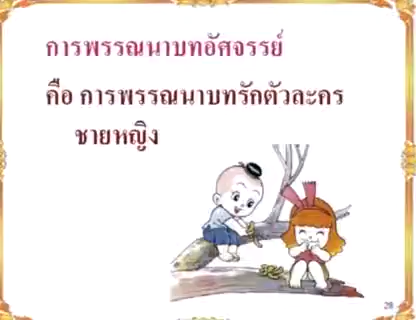 การพรรณนาบทอัศจรรย์
คือ การพรรณนาบทรักตัวละคร
ชายหญิง
28